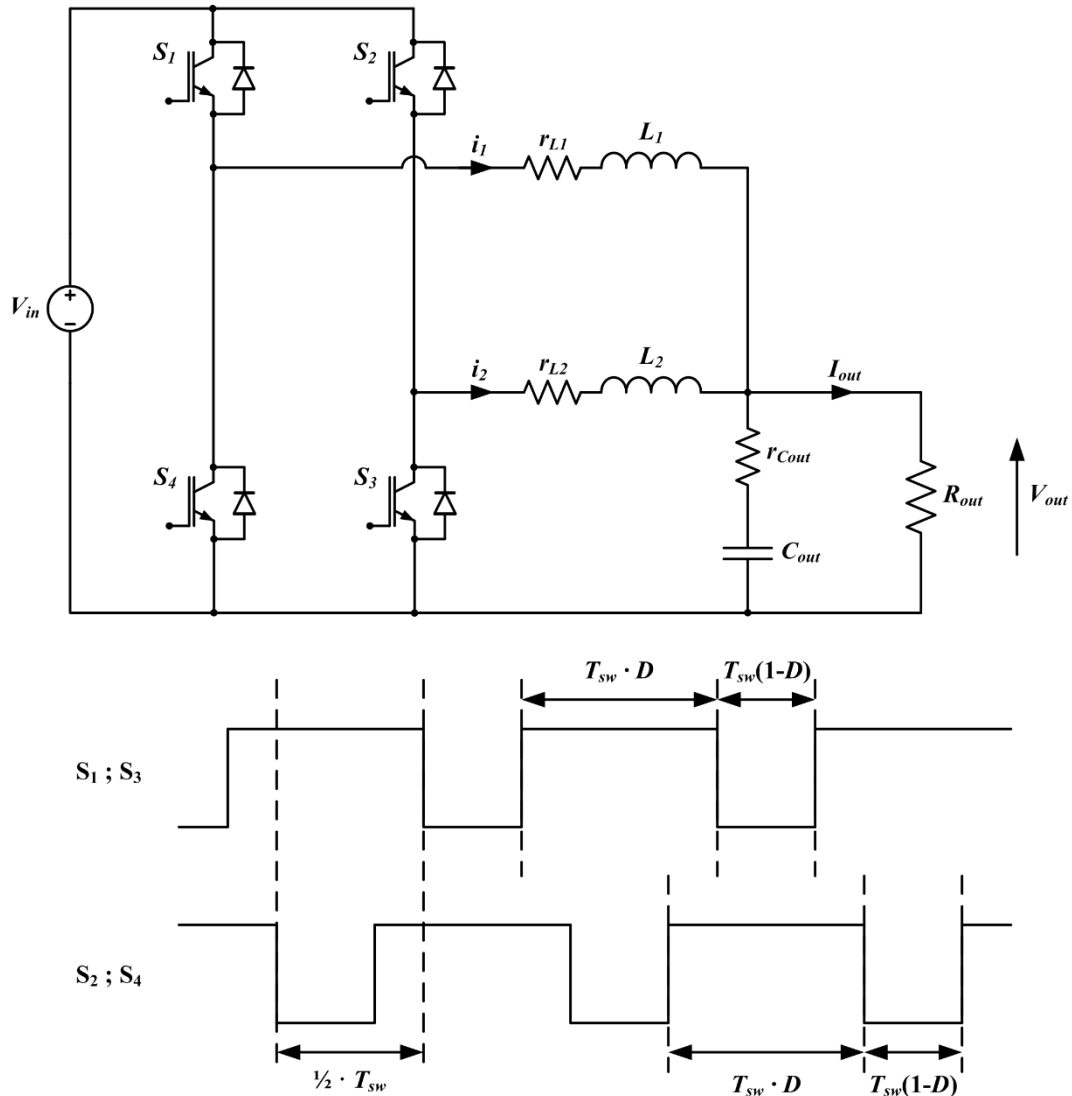 S1
S2
i1
rL1
L1
Vin
+
−
i2
rL2
L2
Iout
S4
S3
rCout
Cout
Rout
Vout
Tsw · D
Tsw(1-D)
S1 ; S3
S2 ; S4
½ · Tsw
Tsw · D
Tsw(1-D)